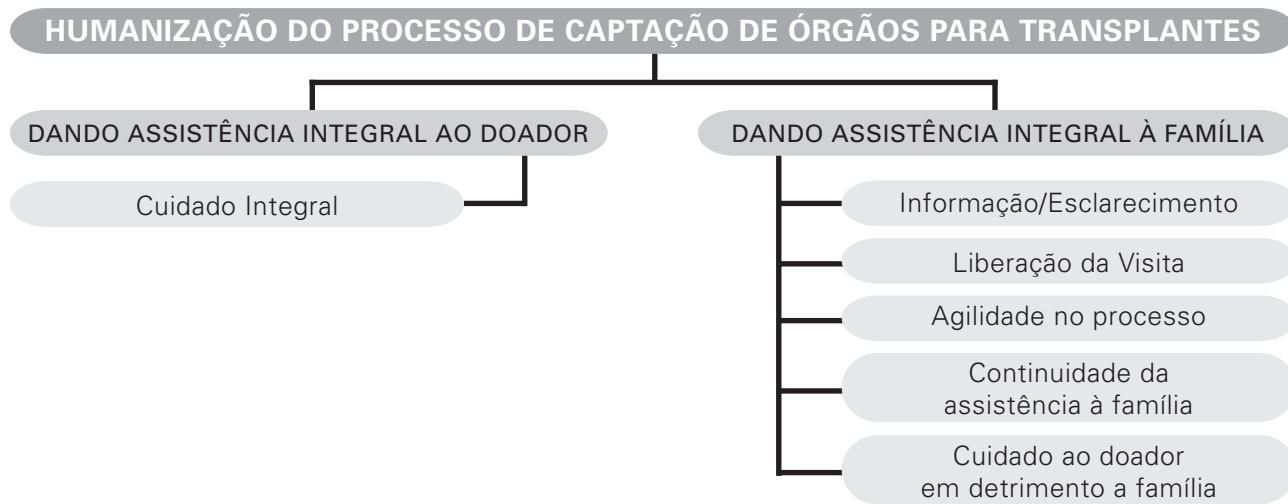 HUMANIZAÇÃO DO PROCESSO DE CAPTAÇÃO DE ÓRGÃOS PARA TRANSPLANTES
DANDO ASSISTÊNCIA INTEGRAL AO DOADOR
Cuidado Integral
DANDO ASSISTÊNCIA INTEGRAL À FAMÍLIA
Informação/Esclarecimento
Liberação da Visita
Agilidade no processo
Continuidade da
assistência à família
Cuidado ao doador
em detrimento a família